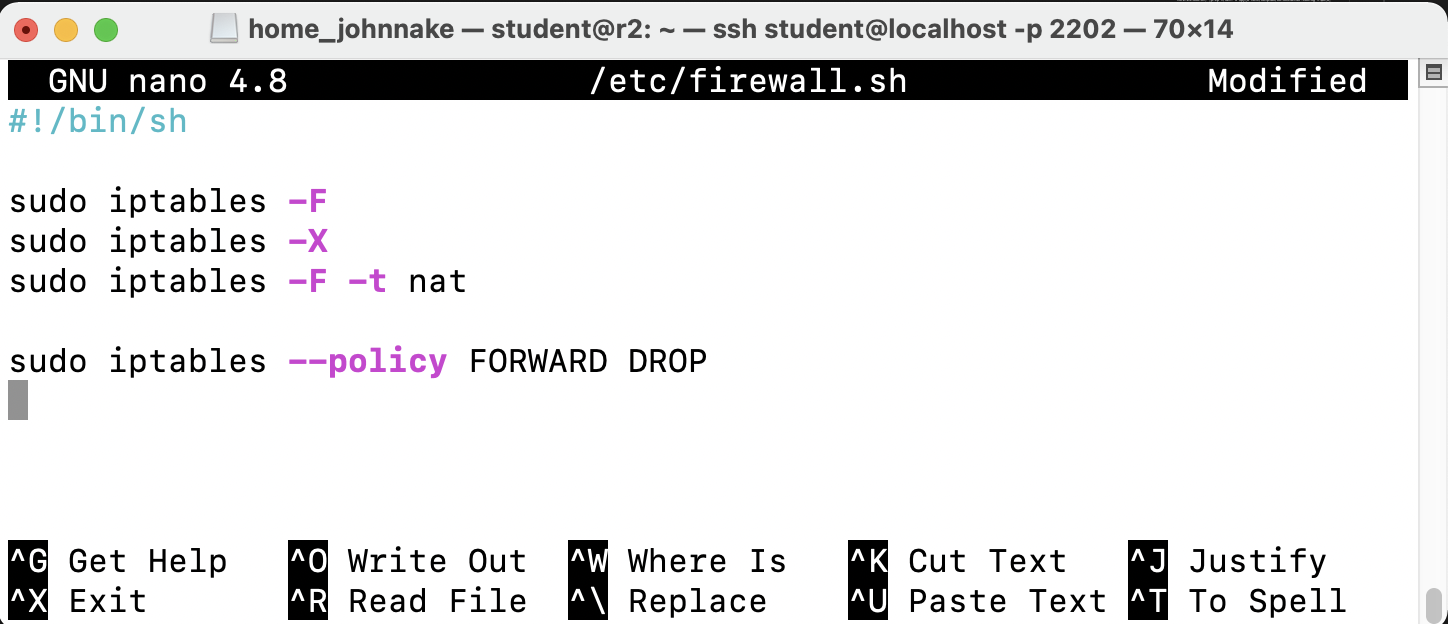 home_johnnake — student@r2: ~ — ssh student@localhost -p 2202 — 70×14
GNU nano 4.8 /etc/firewall.sh Modified
#!/bin/sh
sudo iptables -F
sudo iptables -X
sudo iptables -F -t nat
sudo iptables --policy FORWARD DROP
^G Get Help ^O Write Out ^W Where Is ^K Cut Text ^J Justify
^X Exit ^R Read File ^\ Replace ^U Paste Text ^T To Spell